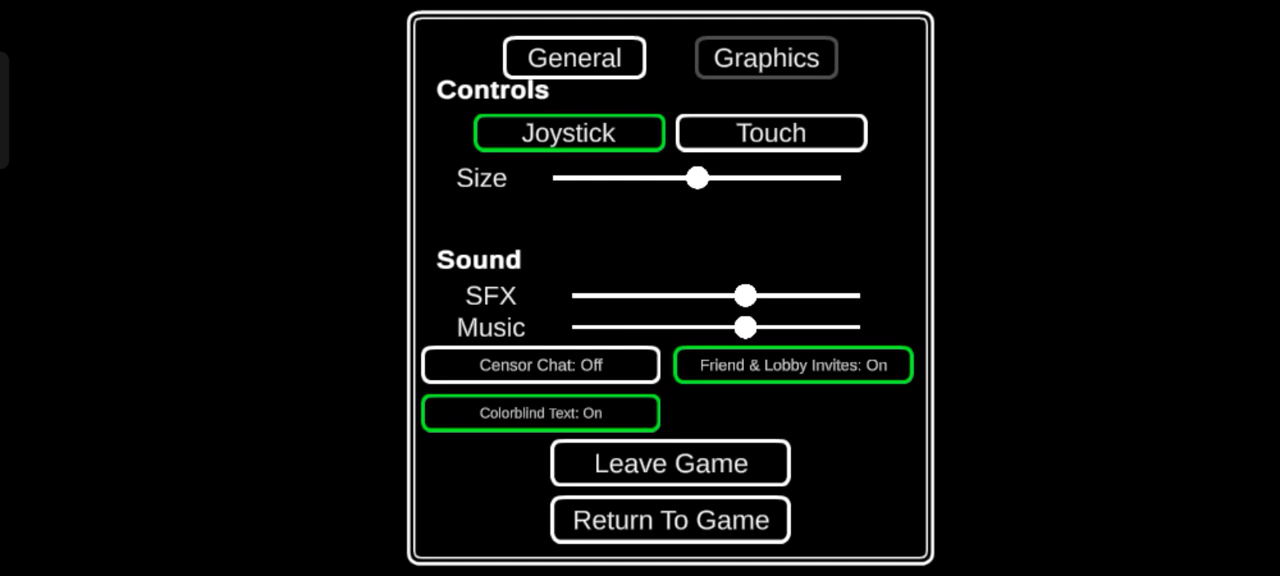 General Graphics
Controls
Joystick Touch
Size
Sound
SFX
Music
Censor Chat: Off Friend & Lobby Invites: On
Colorblind Text: On
Leave Game
Return To Game